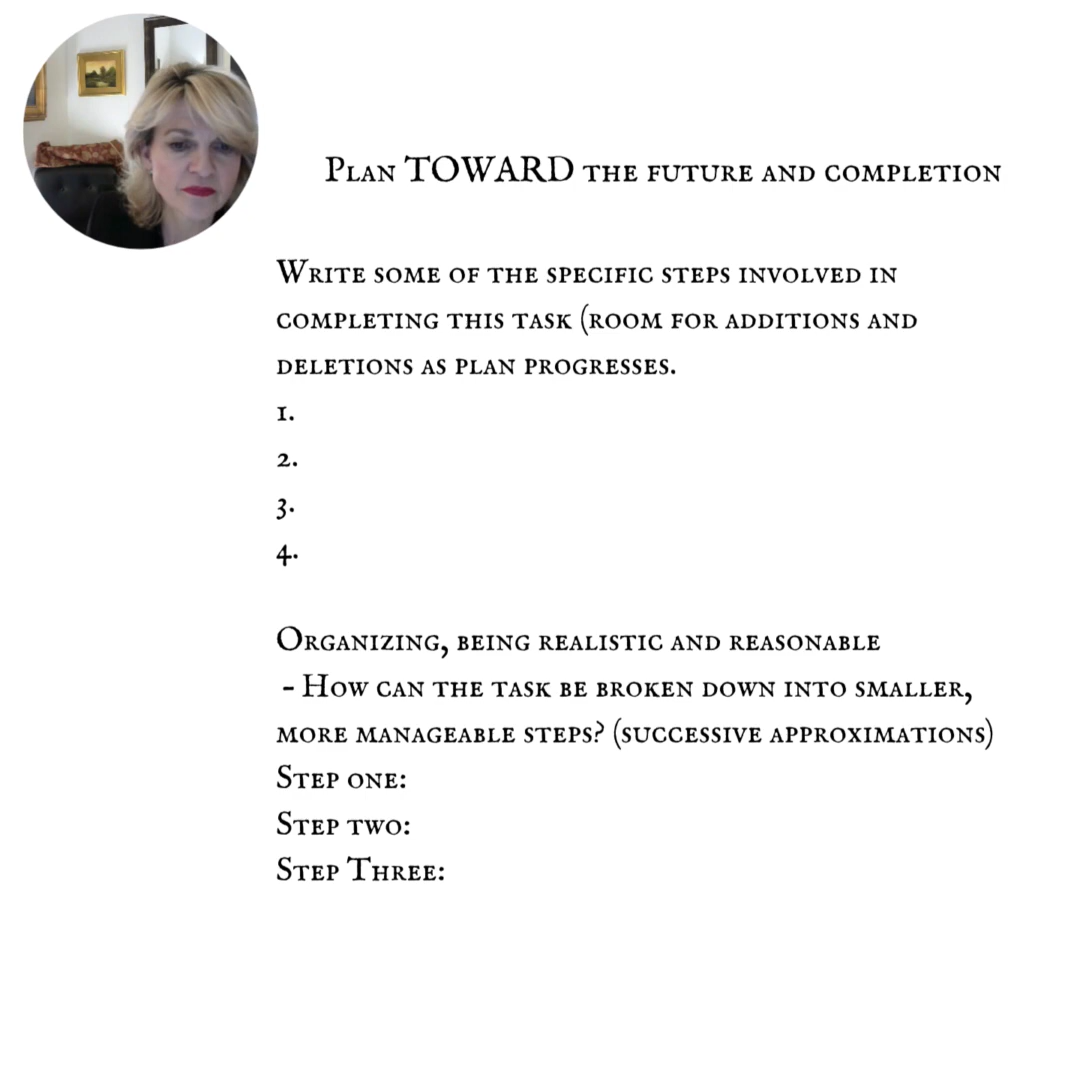 Plan TOWARD the future and completion
Write some of the specific steps involved in
completing this task (room for additions and
deletions as plan progresses.
1.
2.
3.
4.
Organizing, being realistic and reasonable
- How can the task be broken down into smaller,
more manageable steps? (successive approximations)
Step one:
Step two:
Step Three: